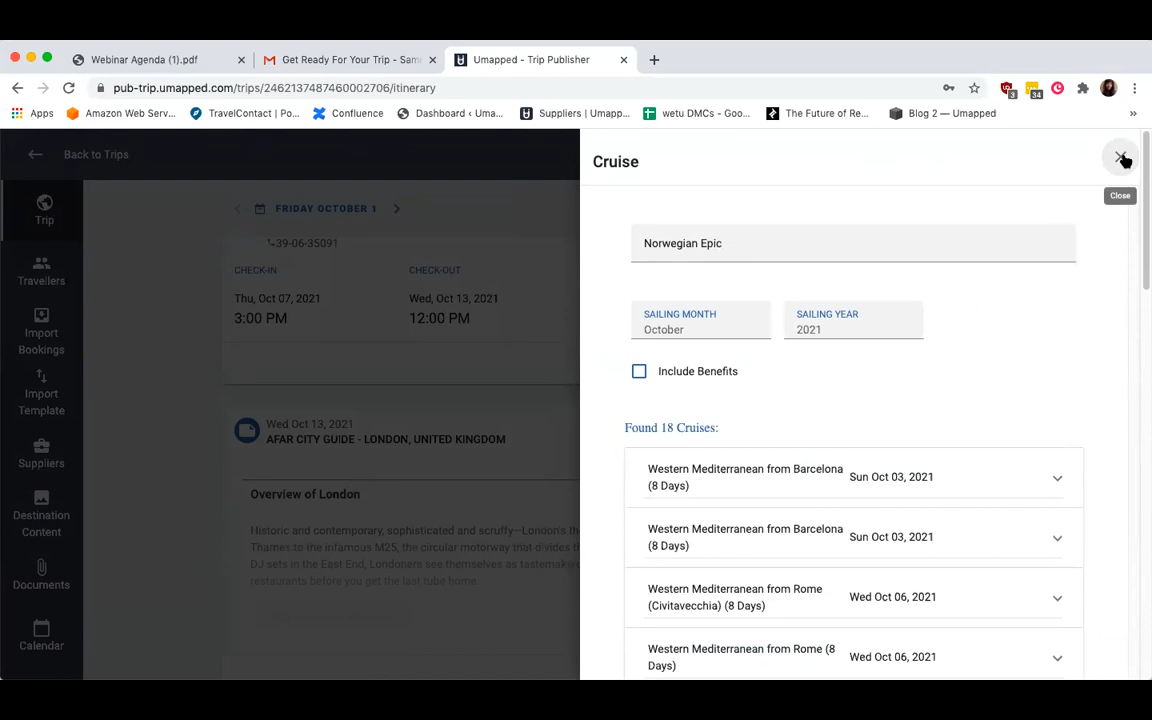 Webinar Agenda (1).pdf
Get Ready For Your Trip - Sam
Umapped - Trip Publisher
pub-trip.umapped.com/trips/2462137487460002706/itinerary
3
34
Apps
Amazon Web Serv...
TravelContact | Po...
Confluence
Dashboard ‹ Uma...
Suppliers | Umapp...
wetu DMCs - Goo...
The Future of Re...
Blog 2 — Umapped
»
Back to Trips
Cruise
Close
Trip
Travellers
Import
Bookings
Import
Template
Suppliers
Destination
Content
Documents
Calendar
FRIDAY OCTOBER 1
39-06-35091
CHECK-IN
CHECK-OUT
Thu, Oct 07, 2021
Wed, Oct 13, 2021
3:00 PM
12:00 PM
Wed Oct 13, 2021
AFAR CITY GUIDE - LONDON, UNITED KINGDOM
Overview of London
Historic and contemporary, sophisticated and scruffy—London's the
Thames to the infamous M25, the circular motorway that divides th
DJ sets in the East End, Londoners see themselves as tastemake
restaurants before you get the last tube home.
Norwegian Epic
SAILING MONTH
October
SAILING YEAR
2021
Include Benefits
Found 18 Cruises:
Western Mediterranean from Barcelona
(8 Days)
Sun Oct 03, 2021
Western Mediterranean from Barcelona
(8 Days)
Sun Oct 03, 2021
Western Mediterranean from Rome
(Civitavecchia) (8 Days)
Wed Oct 06, 2021
Western Mediterranean from Rome (8
Days)
Wed Oct 06, 2021